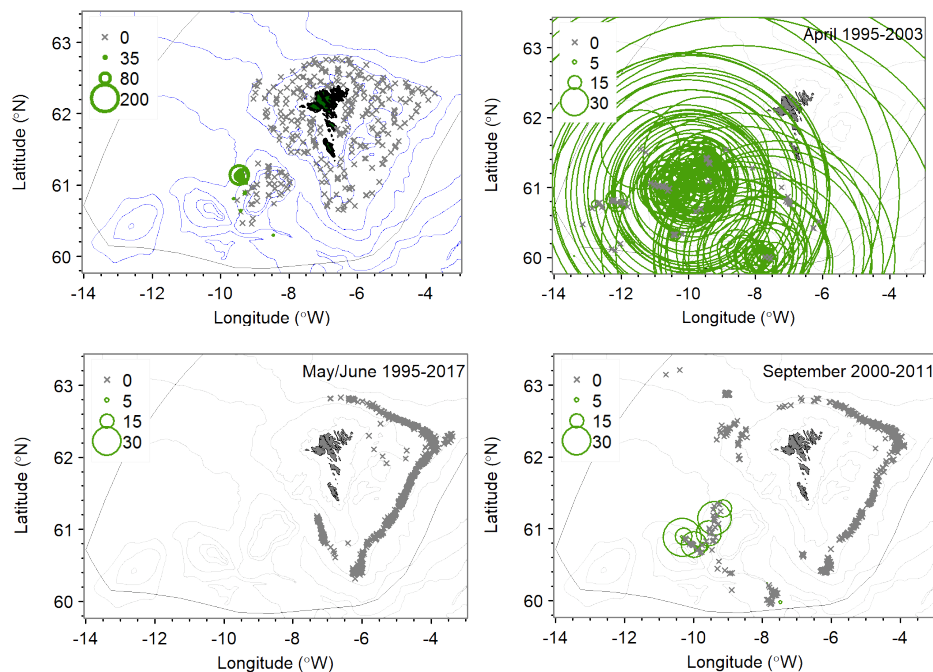 63
62
61
60
Latitude (°N)
0
35
80
200
-14 -12 -10 -8 -6 -4
Longitude (°W)
April 1995-2003
63
62
61
60
Latitude (°N)
0
5
15
30
-14 -12 -10 -8 -6 -4
Longitude (°W)
May/June 1995-2017
63
62
61
60
Latitude (°N)
0
5
15
30
-14 -12 -10 -8 -6 -4
Longitude (°W)
September 2000-2011
63
62
61
60
Latitude (°N)
0
5
15
30
-14 -12 -10 -8 -6 -4
Longitude (°W)